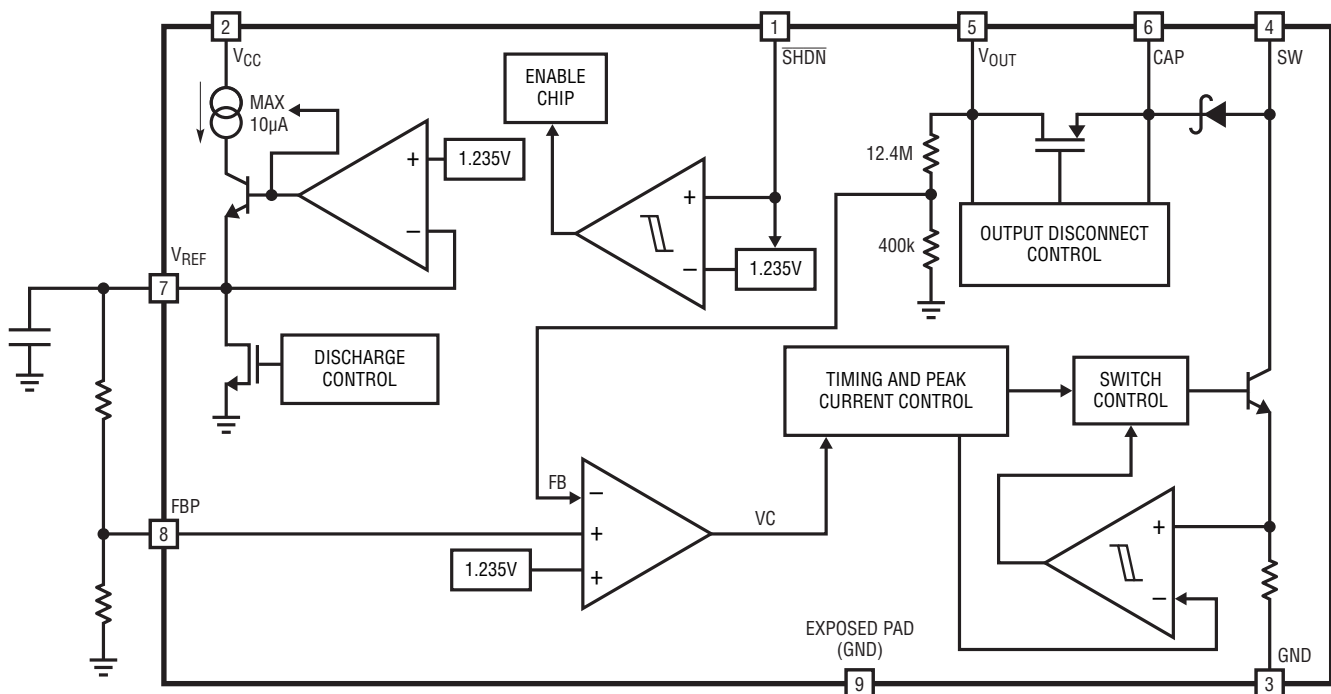 2
1
5
6
4
VCC
SHDN
VOUT
CAP
SW
ENABLE
CHIP
MAX
10µA
+
1.235V
−
12.4M
400k
OUTPUT DISCONNECT
CONTROL
+
−
1.235V
VREF
7
DISCHARGE
CONTROL
TIMING AND PEAK
CURRENT CONTROL
SWITCH
CONTROL
FB
−
FBP
8
+
VC
1.235V
+
+
−
EXPOSED PAD
(GND)
9
GND
3